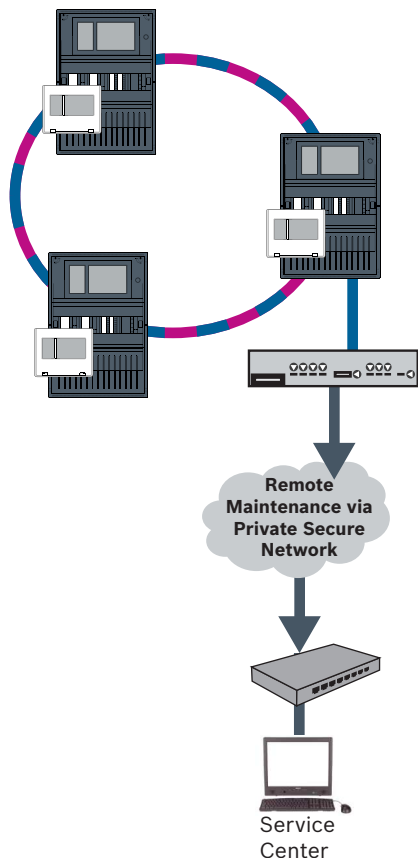 Remote
Maintenance via
Private Secure
Network
Service
Center